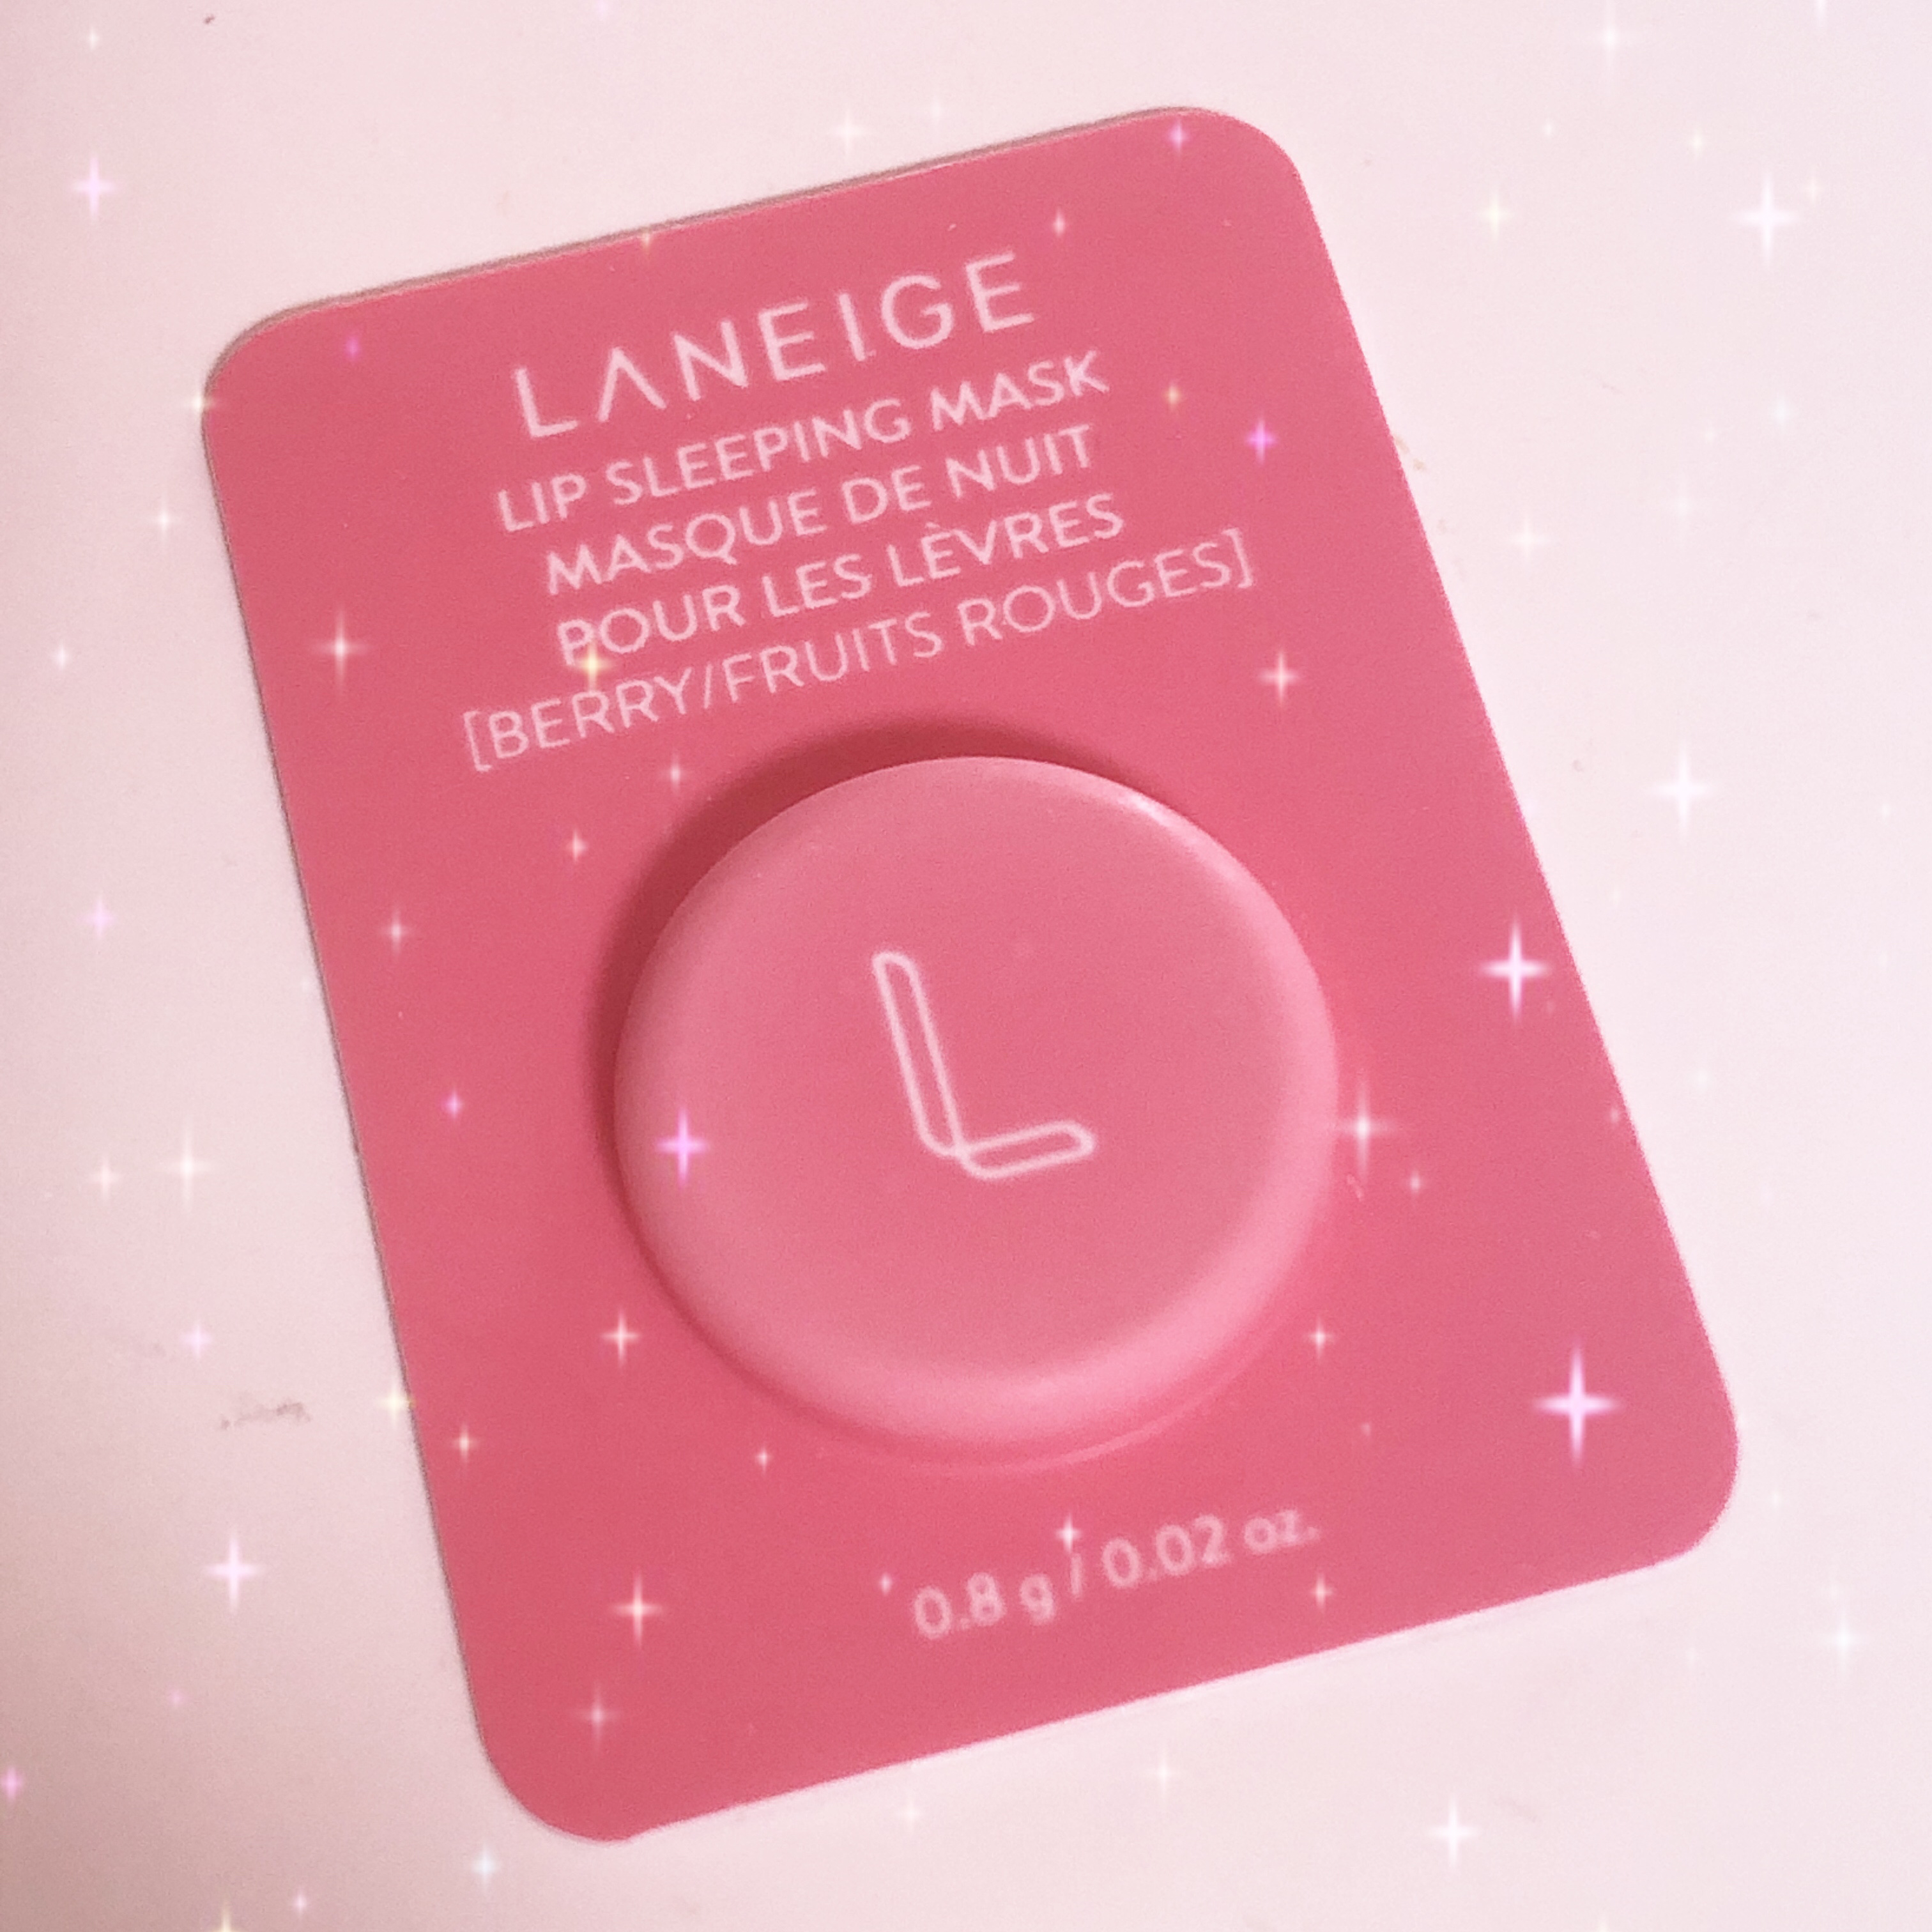 LANEIGE
LIP SLEEPING MASK
MASQUE DE NUIT
POUR LES LÈVRES
[BERRY/FRUITS ROUGES]
L
0.8 g / 0.02 oz.